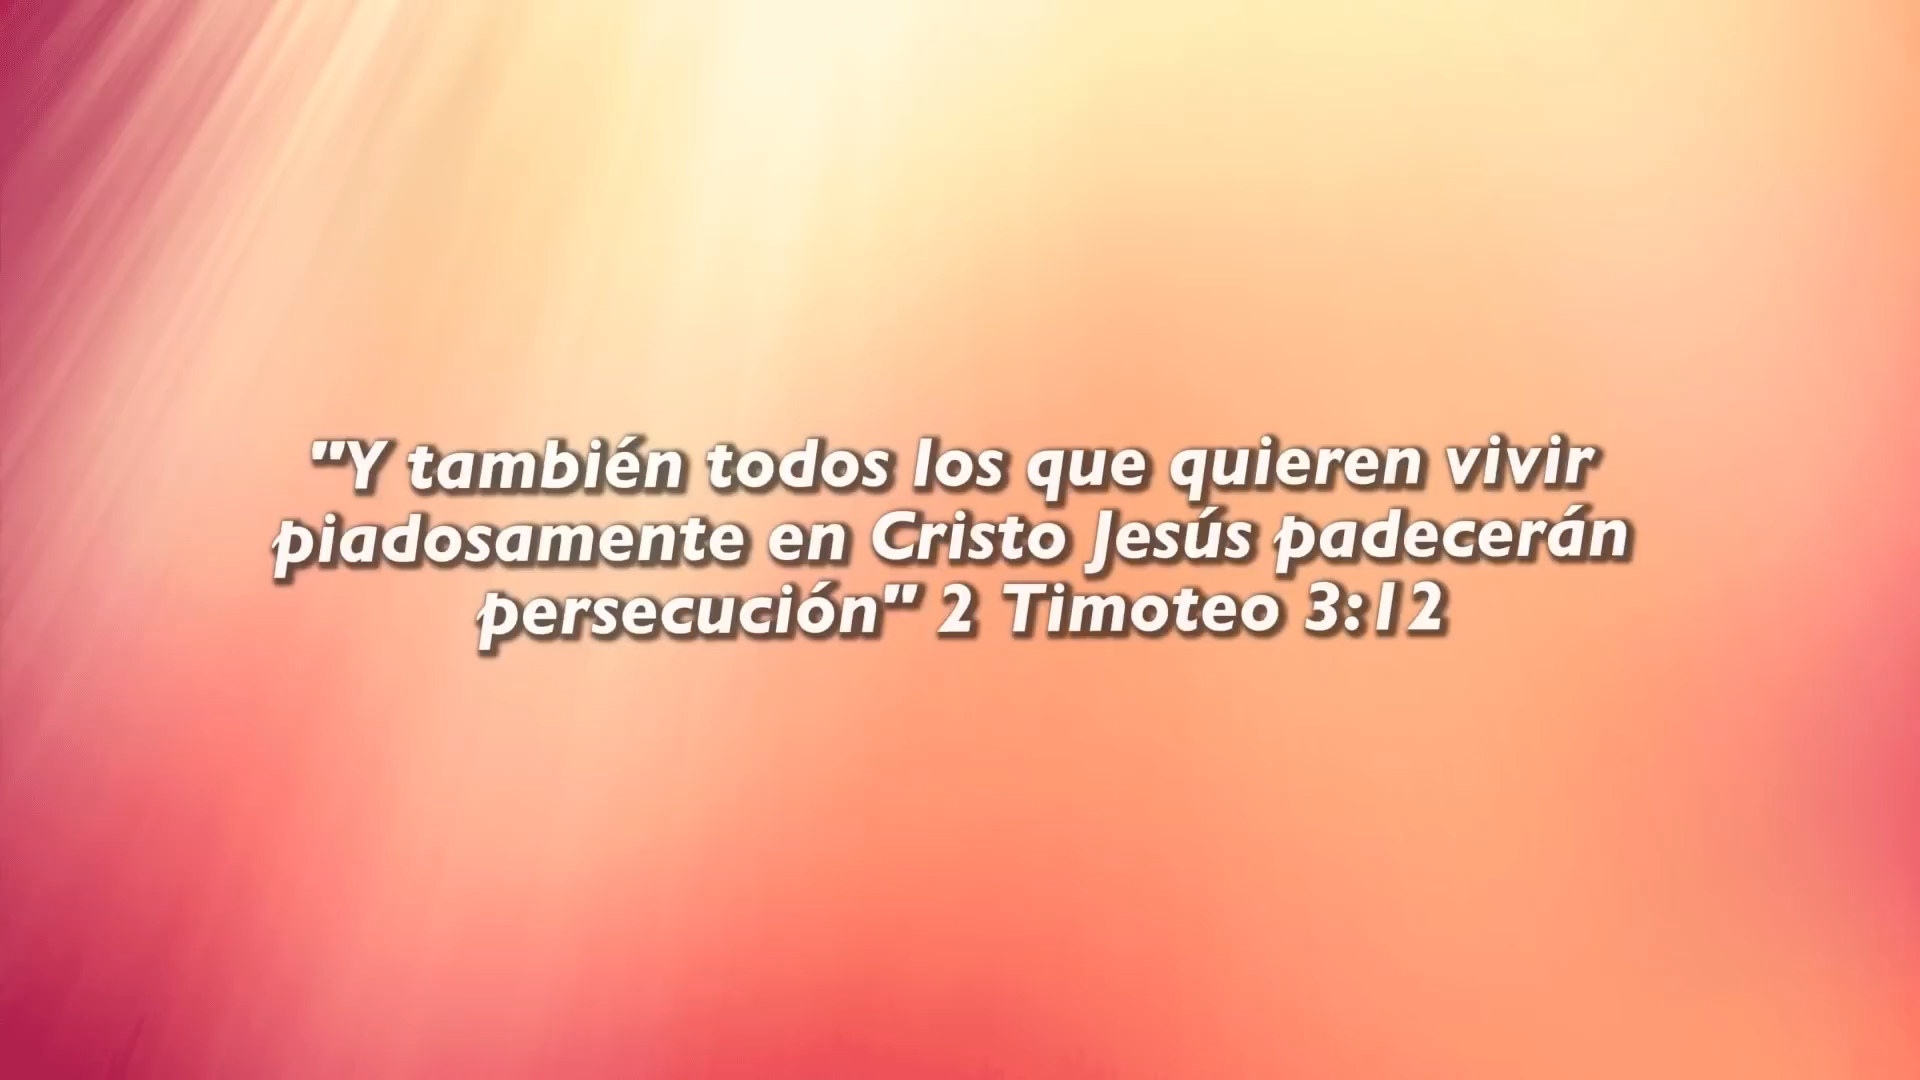 "Y también todos los que quieren vivir
piadosamente en Cristo Jesús padecerán
persecución" 2 Timoteo 3:12